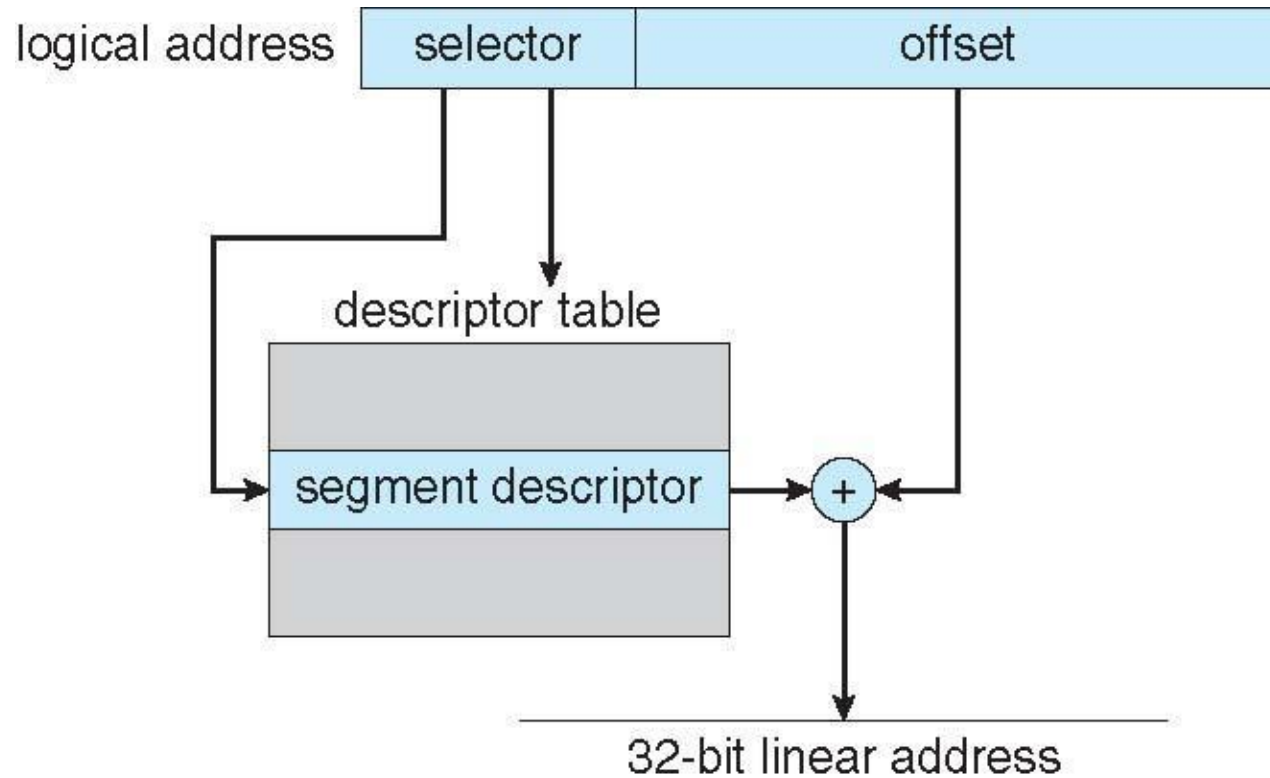 logical address selector offset
descriptor table
segment descriptor +
32-bit linear address